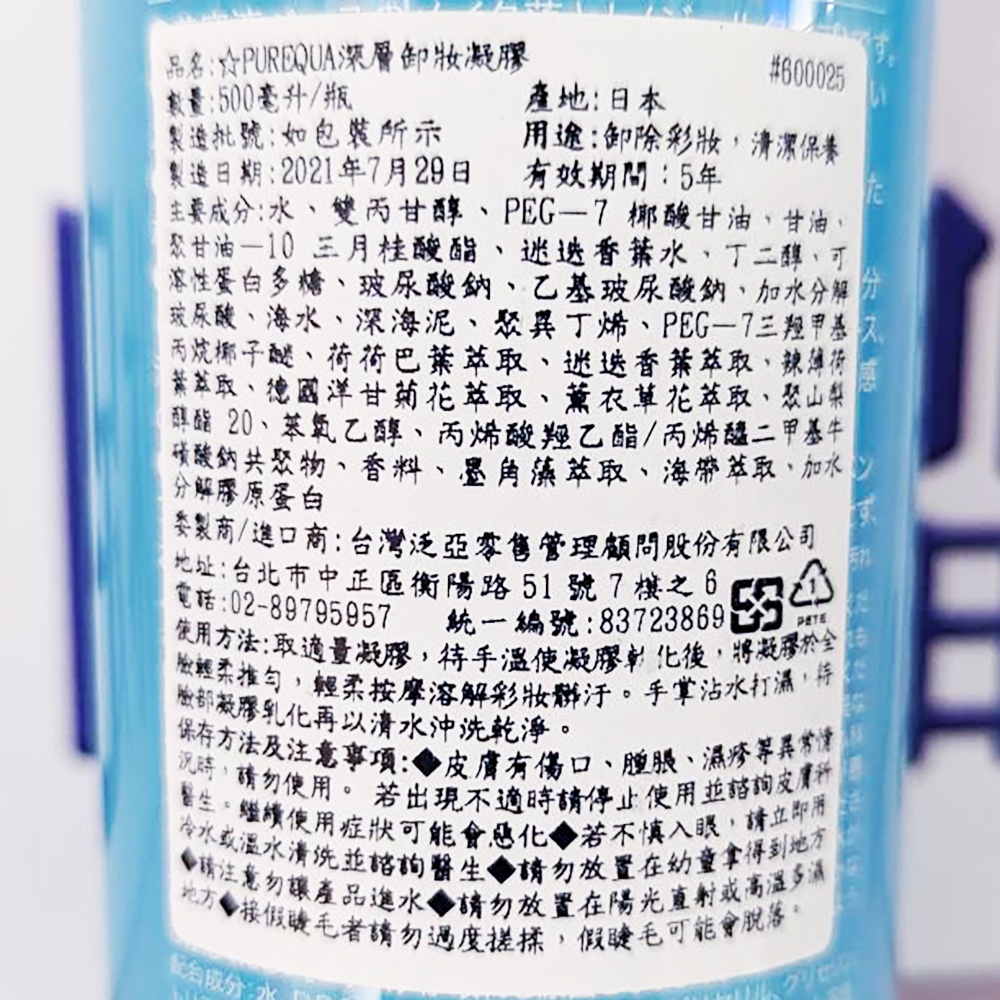 品名:☆PUREQUA深層卸妝凝膠 #600025
數量:500毫升/瓶 產地:日本
製造批號:如包裝所示 用途:卸除彩妝,清潔保養
製造日期:2021年7月29日 有效期間:5年
主要成分:水、雙丙甘醇、PEG—7 椰酸甘油、甘油、
聚甘油—10 三月桂酸酯、迷迭香葉水、丁二醇、可
溶性蛋白多糖、玻尿酸鈉、乙基玻尿酸鈉、加水分解
玻尿酸、海水、深海泥、聚異丁烯、PEG—7三羥甲基
丙烷椰子醚、荷荷巴葉萃取、迷迭香葉萃取、辣薄荷
葉萃取、德國洋甘菊花萃取、薰衣草花萃取、聚山梨
醇酯 20、苯氧乙醇、丙烯酸羥乙酯/丙烯醯二甲基牛
磺酸鈉共聚物、香料、墨角藻萃取、海帶萃取、加水
分解膠原蛋白
委製商/進口商:台灣泛亞零售管理顧問股份有限公司
地址:台北市中正區衡陽路 51 號 7 樓之 6
電話:02-89795957 統一編號:83723869
1
PETE
使用方法:取適量凝膠,待手溫使凝膠軟化後,將凝膠於全
臉輕柔推勻,輕柔按摩溶解彩妝髒汙。手掌沾水打濕,待
臉部凝膠乳化再以清水沖洗乾淨。
保存方法及注意事項:◆皮膚有傷口、腫脹、濕疹等異常情
況時,請勿使用。若出現不適時請停止使用並諮詢皮膚科
醫生。繼續使用症狀可能會惡化◆若不慎入眼,請立即用
冷水或溫水清洗並諮詢醫生◆請勿放置在幼童拿得到地方
◆請注意勿讓產品進水◆請勿放置在陽光直射或高溫多濕
地方◆接假睫毛者請勿過度搓揉,假睫毛可能會脫落。